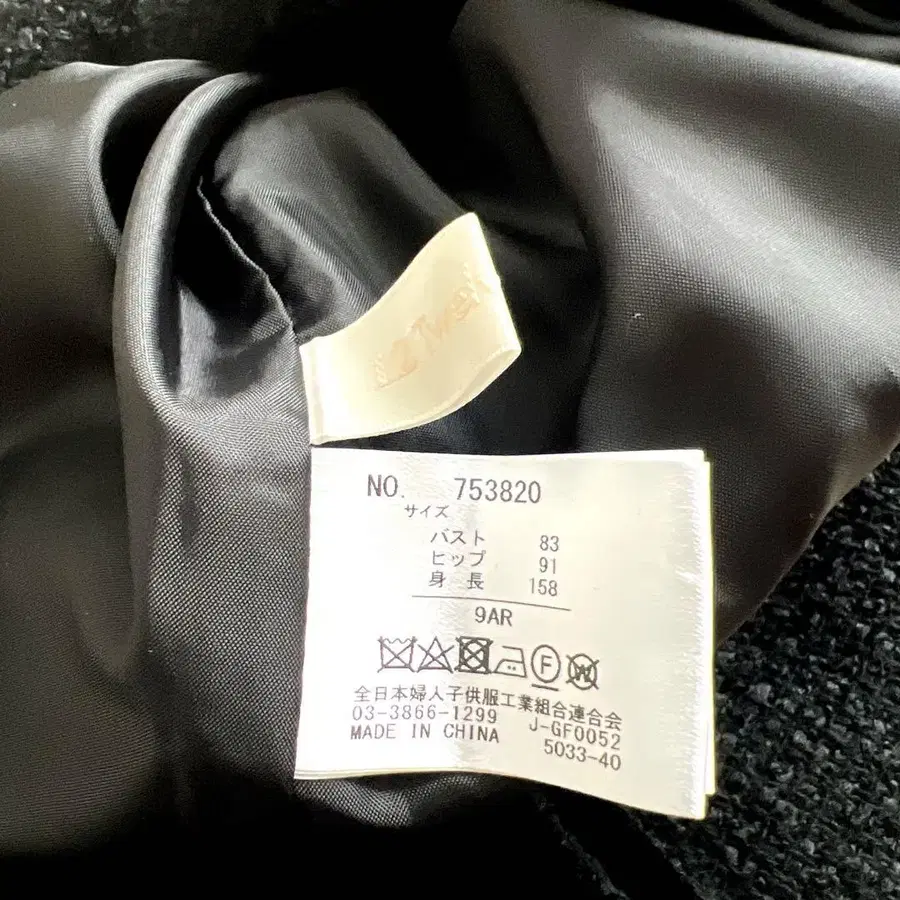 NO. 753820
サイズ
バスト 83
ヒップ 91
身長 158
9AR
F W
全日本婦人子供服工業組合連合会
03-3866-1299 J-GF0052
MADE IN CHINA 5033-40